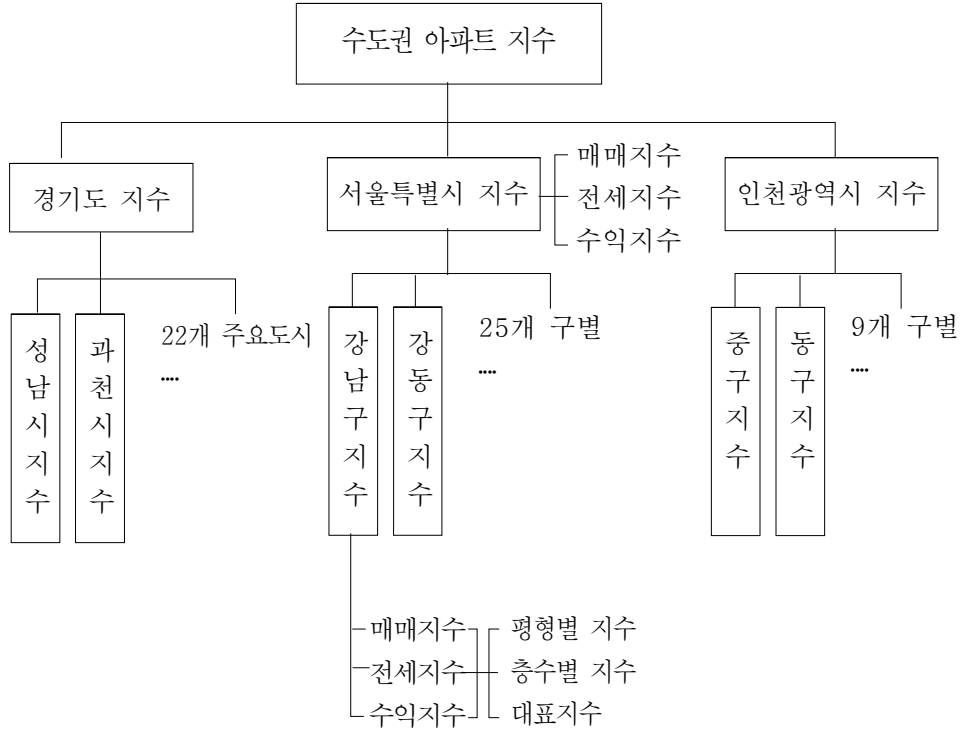 수도권 아파트 지수
경기도 지수
서울특별시 지수
매매지수
전세지수
수익지수
인천광역시 지수
성남시지수
과천시지수
22개 주요도시
....
강남구지수
강동구지수
25개 구별
....
중구지수
동구지수
9개 구별
....
매매지수
전세지수
수익지수
평형별 지수
층수별 지수
대표지수